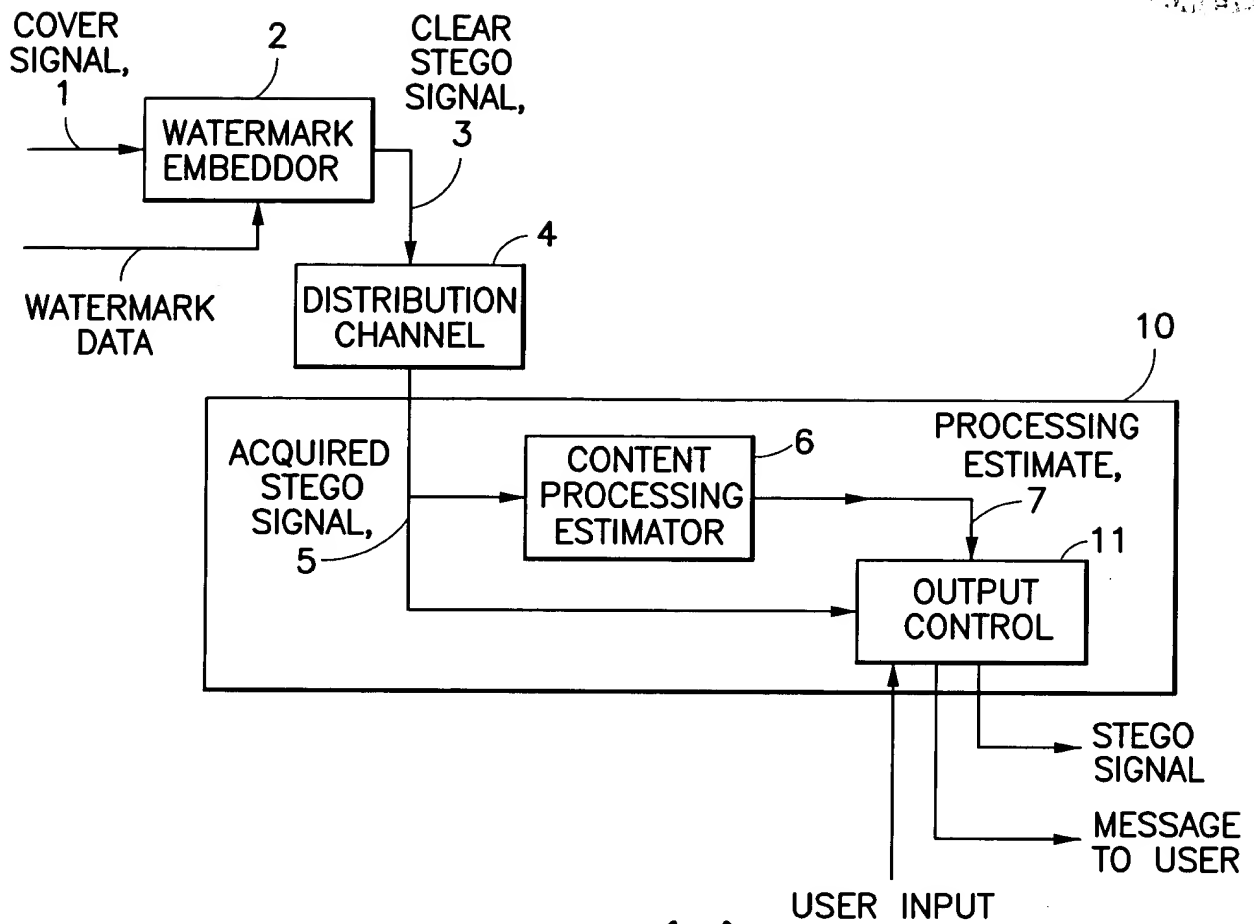 COVER
SIGNAL,
1
2
CLEAR
STEGO
SIGNAL,
3
WATERMARK
EMBEDDOR
WATERMARK
DATA
4
DISTRIBUTION
CHANNEL
10
ACQUIRED
STEGO
SIGNAL,
5
CONTENT
PROCESSING
ESTIMATOR
6
PROCESSING
ESTIMATE,
7
11
OUTPUT
CONTROL
STEGO
SIGNAL
MESSAGE
TO USER
USER INPUT